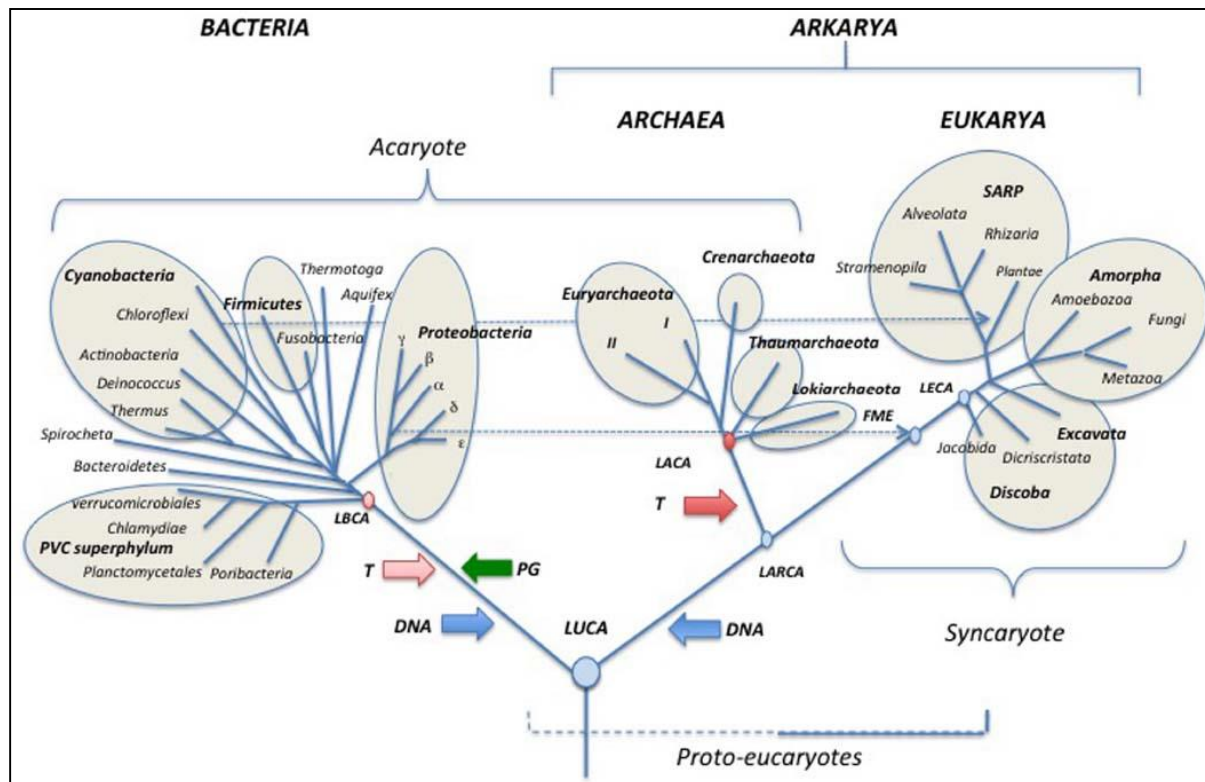 BACTERIA
ARKARYA
ARCHAEA
EUKARYA
Acaryote
SARP
Alveolata
Rhizaria
Stramenopila
Plantae
Crenarchaeota
Amorpha
Amoebozoa
Fungi
Metazoa
Cyanobacteria
Chloroflexi
Actinobacteria
Deinococcus
Thermus
Firmicutes
Fusobacteria
Thermotoga
Aquifex
Proteobacteria
γ
β
α
δ
ε
Euryarchaeota
I
II
Thaumarchaeota
Lokiarchaeota
FME
LECA
Spirocheta
Bacteroidetes
verrucomicrobiales
Chlamydiae
PVC superphylum
Planctomycetales
Poribacteria
LBCA
LACA
Jacobida
Excavata
Dicriscristata
Discoba
T
T
PG
LARCA
DNA
LUCA
DNA
Syncaryote
Proto-eucaryotes